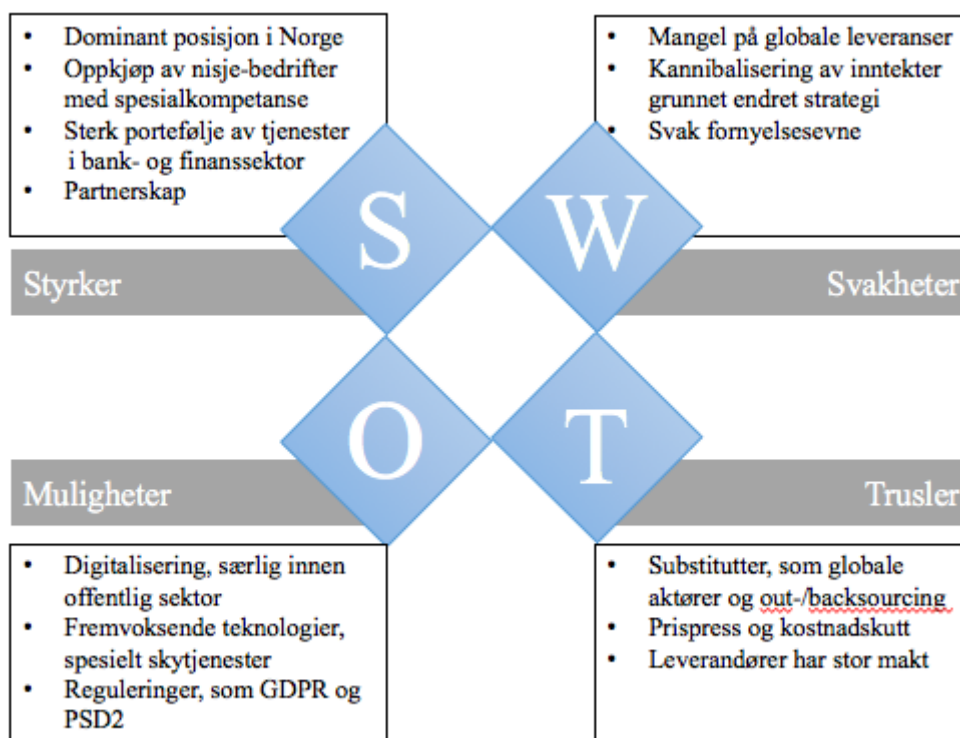 • Dominant posisjon i Norge
• Oppkjøp av nisje-bedrifter
med spesialkompetanse
• Sterk portefølje av tjenester
i bank- og finanssektor
• Partnerskap
• Mangel på globale leveranser
• Kannibalisering av inntekter
grunnet endret strategi
• Svak fornyelsesevne
S
W
Styrker
Svakheter
O
T
Muligheter
Trusler
• Digitalisering, særlig innen
offentlig sektor
• Fremvoksende teknologier,
spesielt skytjenester
• Reguleringer, som GDPR og
PSD2
• Substitutter, som globale
aktører og out-/backsourcing
• Prispress og kostnadskutt
• Leverandører har stor makt